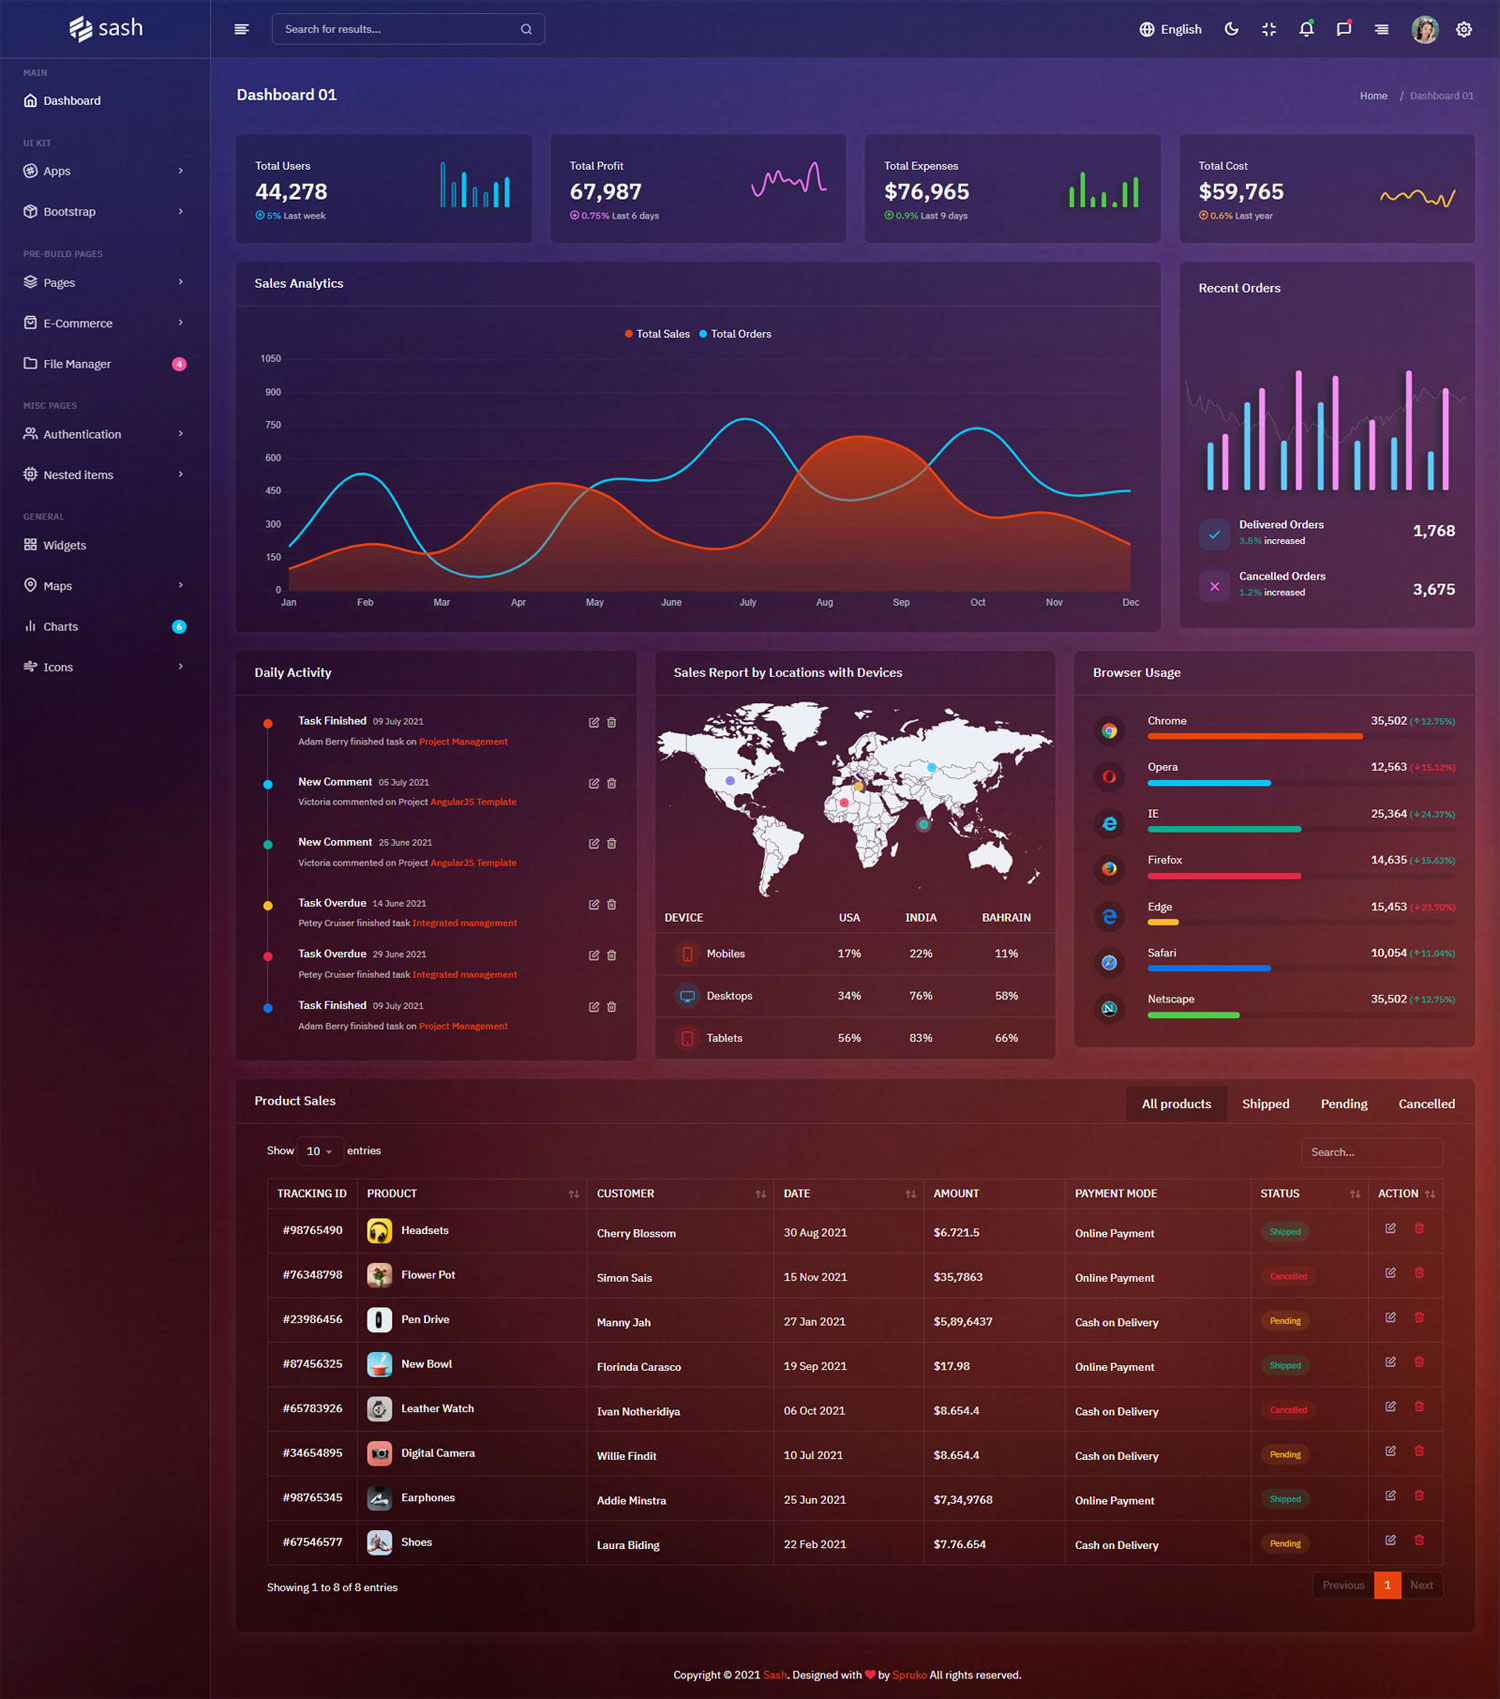 sash
Search for results...
English
MAIN
Dashboard
UI KIT
Apps
Bootstrap
PRE-BUILD PAGES
Pages
E-Commerce
File Manager 4
MISC PAGES
Authentication
Nested items
GENERAL
Widgets
Maps
Charts 6
Icons
Dashboard 01
Home / Dashboard 01
Total Users
44,278
5% Last week
Total Profit
67,987
0.75% Last 6 days
Total Expenses
$76,965
0.9% Last 9 days
Total Cost
$59,765
0.6% Last year
Sales Analytics
Total Sales Total Orders
1050
900
750
600
450
300
150
0
Jan Feb Mar Apr May June July Aug Sep Oct Nov Dec
Recent Orders
Delivered Orders 1,768
3.5% increased
Cancelled Orders 3,675
1.2% increased
Daily Activity
Task Finished 09 July 2021
Adam Berry finished task on Project Management
New Comment 05 July 2021
Victoria commented on Project AngularJS Template
New Comment 25 June 2021
Victoria commented on Project AngularJS Template
Task Overdue 14 June 2021
Petey Cruiser finished task Integrated management
Task Overdue 29 June 2021
Petey Cruiser finished task Integrated management
Task Finished 09 July 2021
Adam Berry finished task on Project Management
Sales Report by Locations with Devices
DEVICE USA INDIA BAHRAIN
Mobiles 17% 22% 11%
Desktops 34% 76% 58%
Tablets 56% 83% 66%
Browser Usage
Chrome 35,502 (↑12.75%)
Opera 12,563 (↓15.12%)
IE 25,364 (↓24.37%)
Firefox 14,635 (↓15.63%)
Edge 15,453 (↓23.70%)
Safari 10,054 (↑11.04%)
Netscape 35,502 (↑12.75%)
Product Sales
All products Shipped Pending Cancelled
Show 10 entries
Search...
TRACKING ID PRODUCT CUSTOMER DATE AMOUNT PAYMENT MODE STATUS ACTION
#98765490 Headsets Cherry Blossom 30 Aug 2021 $6.721.5 Online Payment Shipped
#76348798 Flower Pot Simon Sais 15 Nov 2021 $35,7863 Online Payment Cancelled
#23986456 Pen Drive Manny Jah 27 Jan 2021 $5,89,6437 Cash on Delivery Pending
#87456325 New Bowl Florinda Carasco 19 Sep 2021 $17.98 Online Payment Shipped
#65783926 Leather Watch Ivan Notheridiya 06 Oct 2021 $8.654.4 Cash on Delivery Cancelled
#34654895 Digital Camera Willie Findit 10 Jul 2021 $8.654.4 Cash on Delivery Pending
#98765345 Earphones Addie Minstra 25 Jun 2021 $7,34,9768 Online Payment Shipped
#67546577 Shoes Laura Biding 22 Feb 2021 $7.76.654 Cash on Delivery Pending
Showing 1 to 8 of 8 entries
Previous 1 Next
Copyright © 2021 Sash. Designed with ❤ by Spruko All rights reserved.